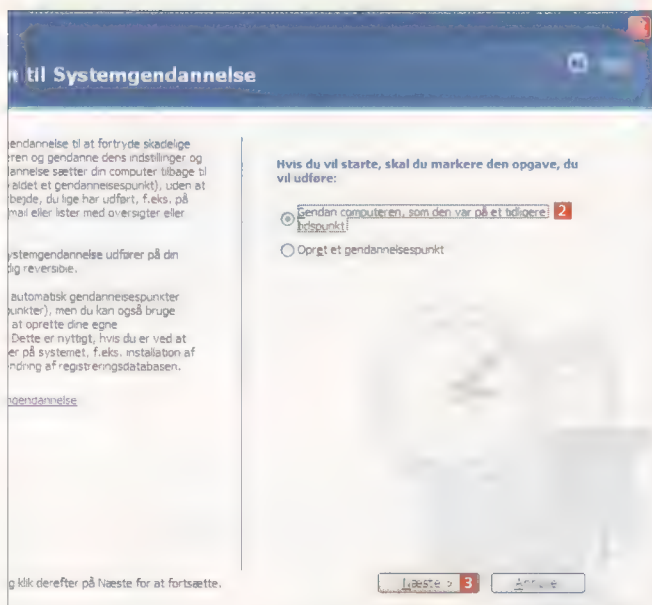 n til Systemgendannelse
gendannelse til at fortryde skadelige
eren og gendanne dens indstillinger og
annelse sætter din computer tilbage til
aldet et gendannelsespunkt), uden at
bejde, du lige har udført, f.eks. på
mail eller lister med oversigter eller
ystemgendannelse udfører på din
dig reversible.
automatisk gendannelsespunkter
punkter), men du kan også bruge
at oprette dine egne
Dette er nyttigt, hvis du er ved at
er på systemet, f.eks. installation af
ndring af registreringsdatabasen.
ngendannelse
g klik derefter på Næste for at fortsætte.
Hvis du vil starte, skal du markere den opgave, du
vil udføre:
Gendan computeren, som den var på et tidligere 2
tidspunkt
Opret et gendannelsespunkt
Næste > 3